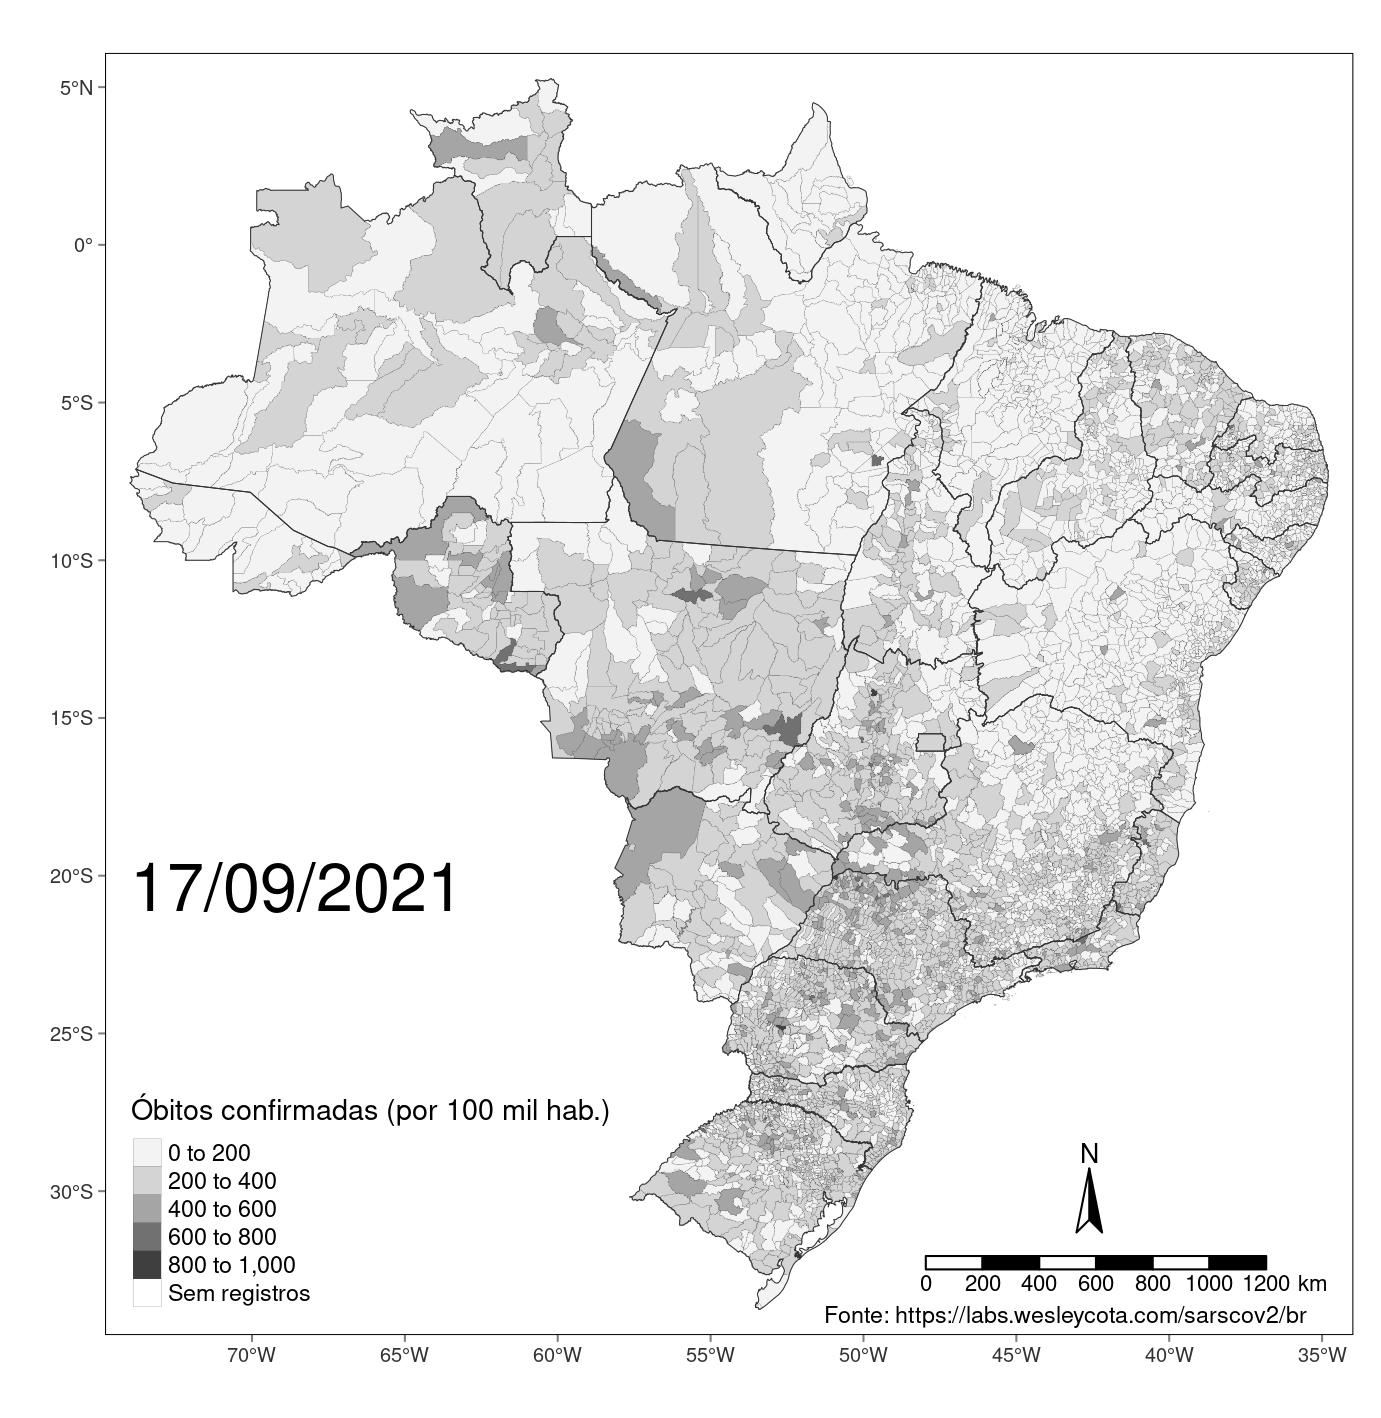 5°N
0°
5°S
10°S
15°S
20°S
25°S
30°S
17/09/2021
Óbitos confirmadas (por 100 mil hab.)
0 to 200
200 to 400
400 to 600
600 to 800
800 to 1,000
Sem registros
N
0 200 400 600 800 1000 1200 km
Fonte: https://labs.wesleycota.com/sarscov2/br
70°W 65°W 60°W 55°W 50°W 45°W 40°W 35°W